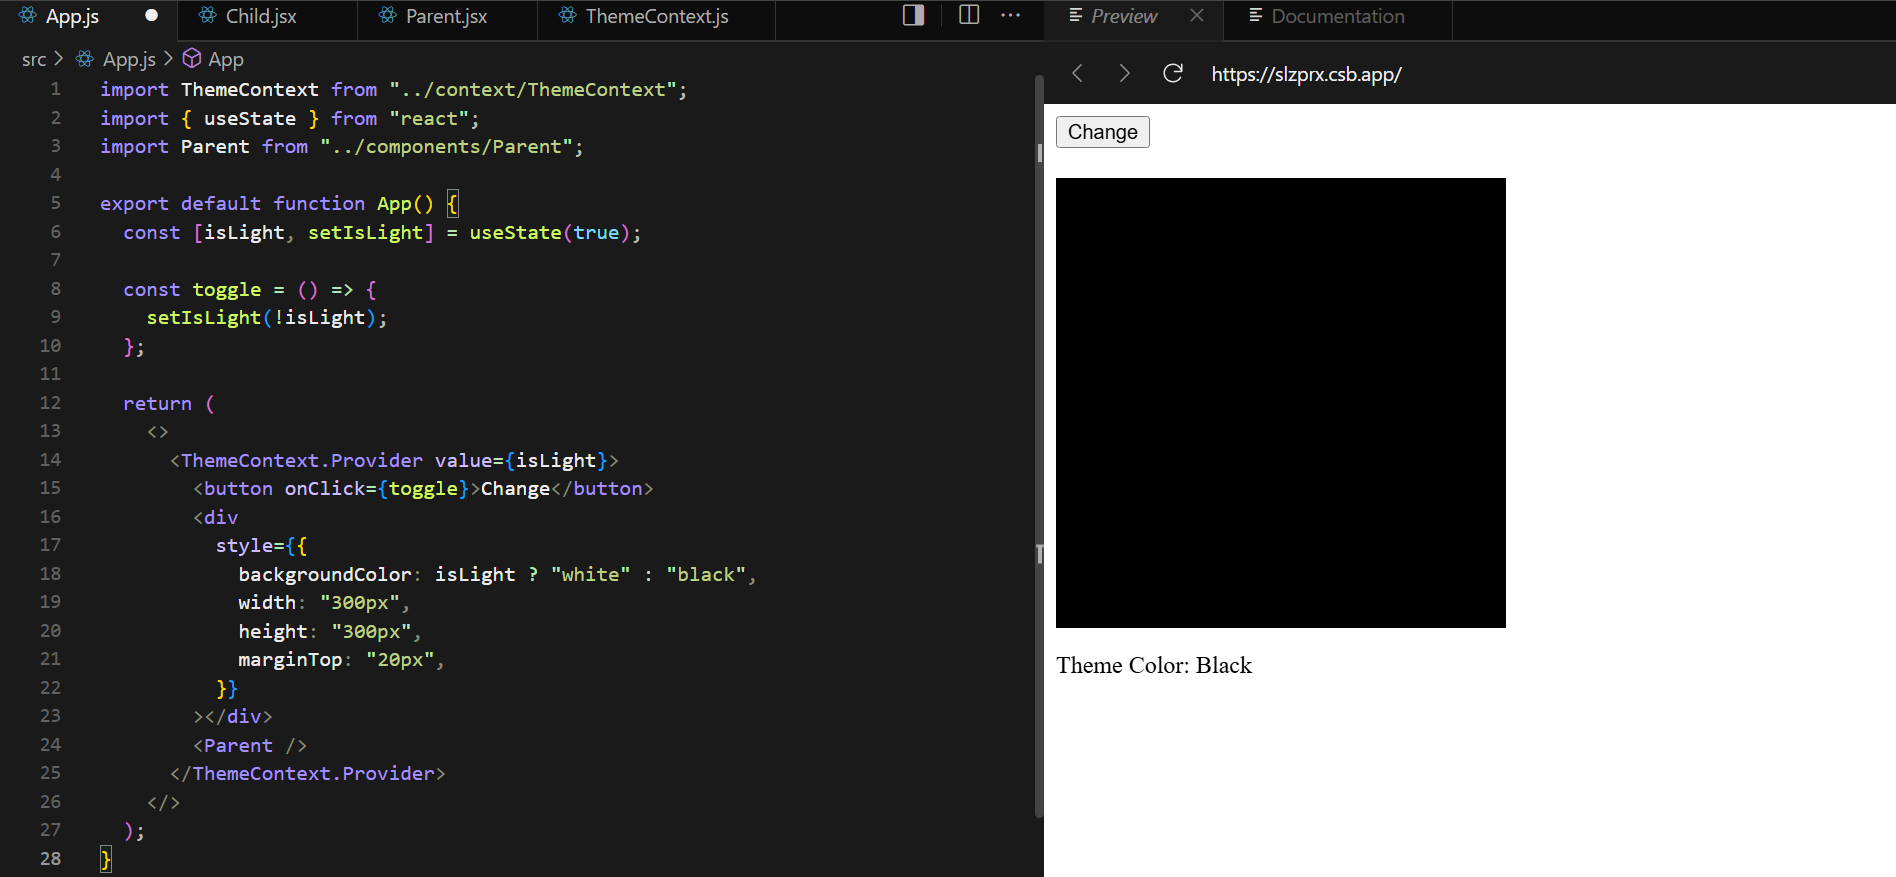 App.js
Child.jsx
Parent.jsx
ThemeContext.js
Preview
Documentation
src > App.js > App
https://slzprx.csb.app/
1 import ThemeContext from "../context/ThemeContext";
2 import { useState } from "react";
3 import Parent from "../components/Parent";
4
5 export default function App() {
6   const [isLight, setIsLight] = useState(true);
7
8   const toggle = () => {
9     setIsLight(!isLight);
10   };
11
12   return (
13     <>
14       <ThemeContext.Provider value={isLight}>
15         <button onClick={toggle}>Change</button>
16         <div
17           style={{
18             backgroundColor: isLight ? "white" : "black",
19             width: "300px",
20             height: "300px",
21             marginTop: "20px",
22           }}
23         ></div>
24         <Parent />
25       </ThemeContext.Provider>
26     </>
27   );
28 }
Change
Theme Color: Black